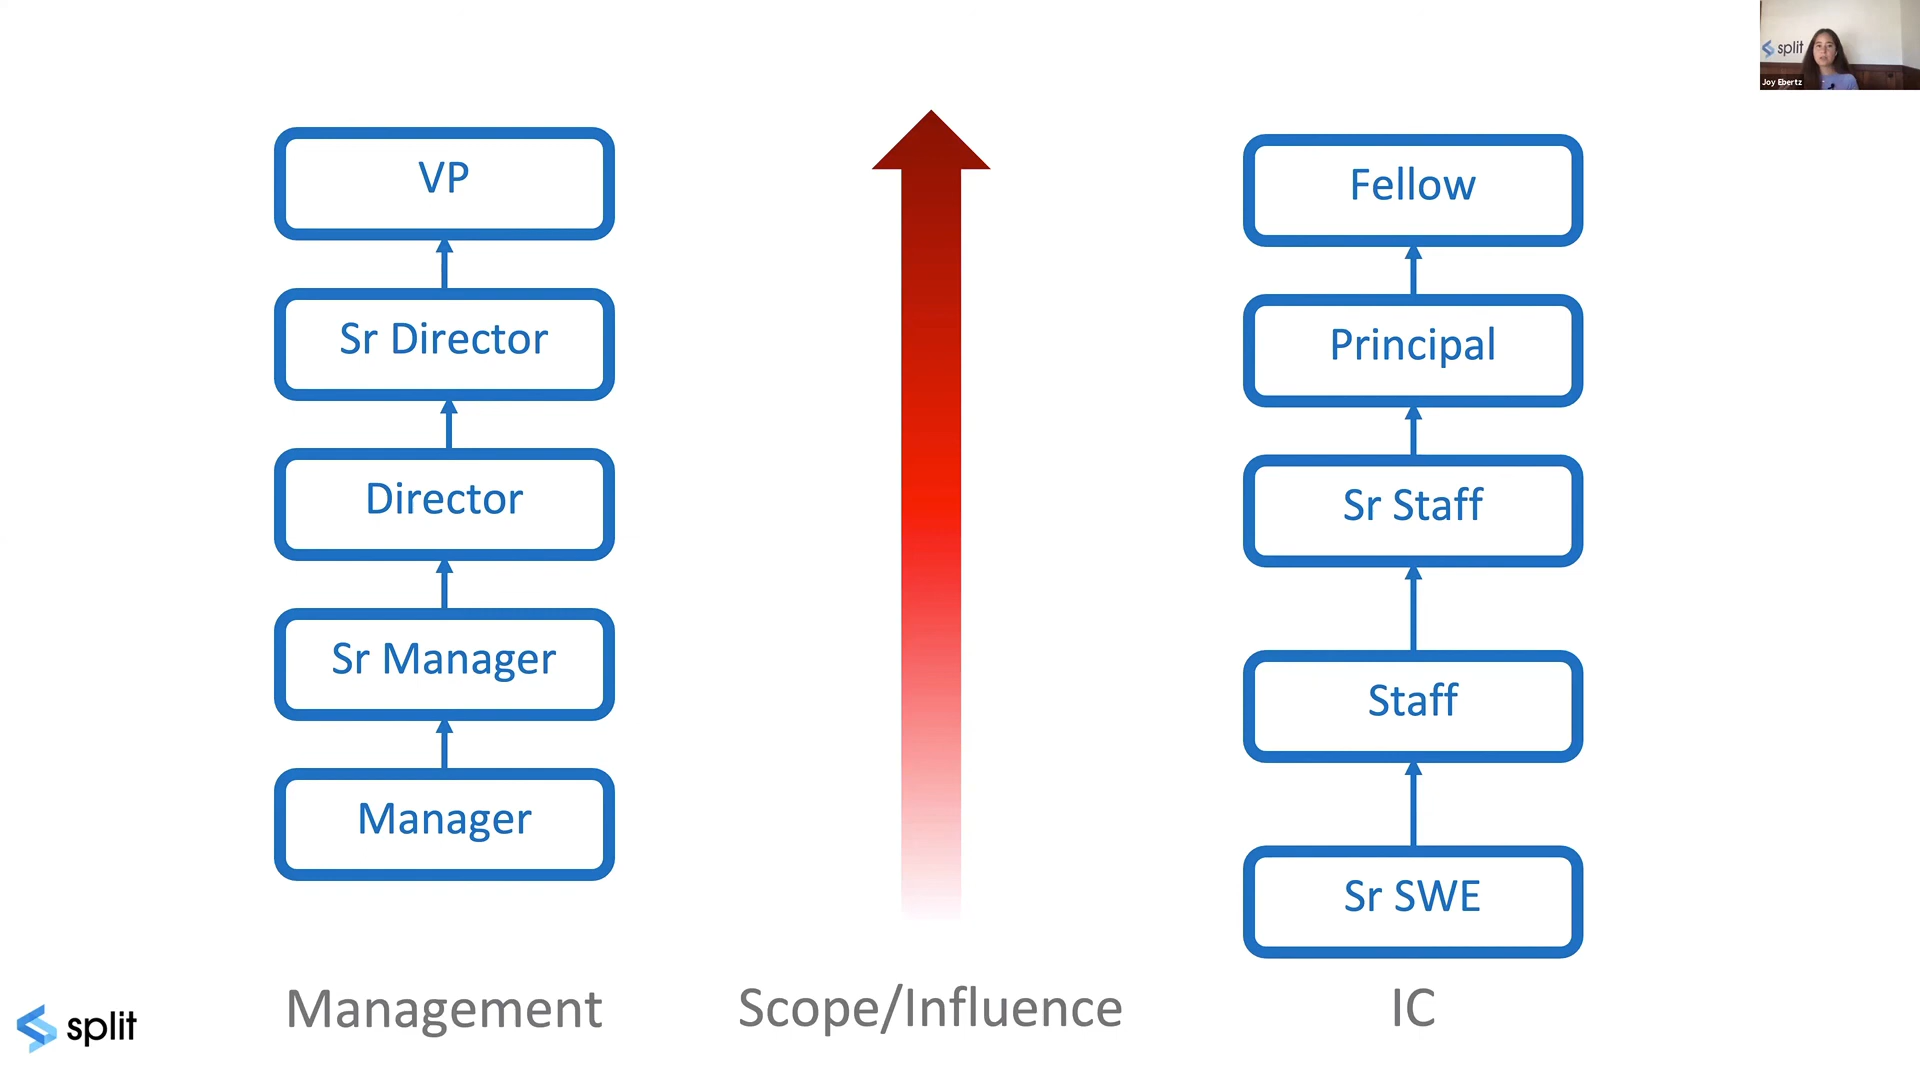 split
Joy Ebertz
VP
Sr Director
Director
Sr Manager
Manager
Management
Scope/Influence
Fellow
Principal
Sr Staff
Staff
Sr SWE
IC
split